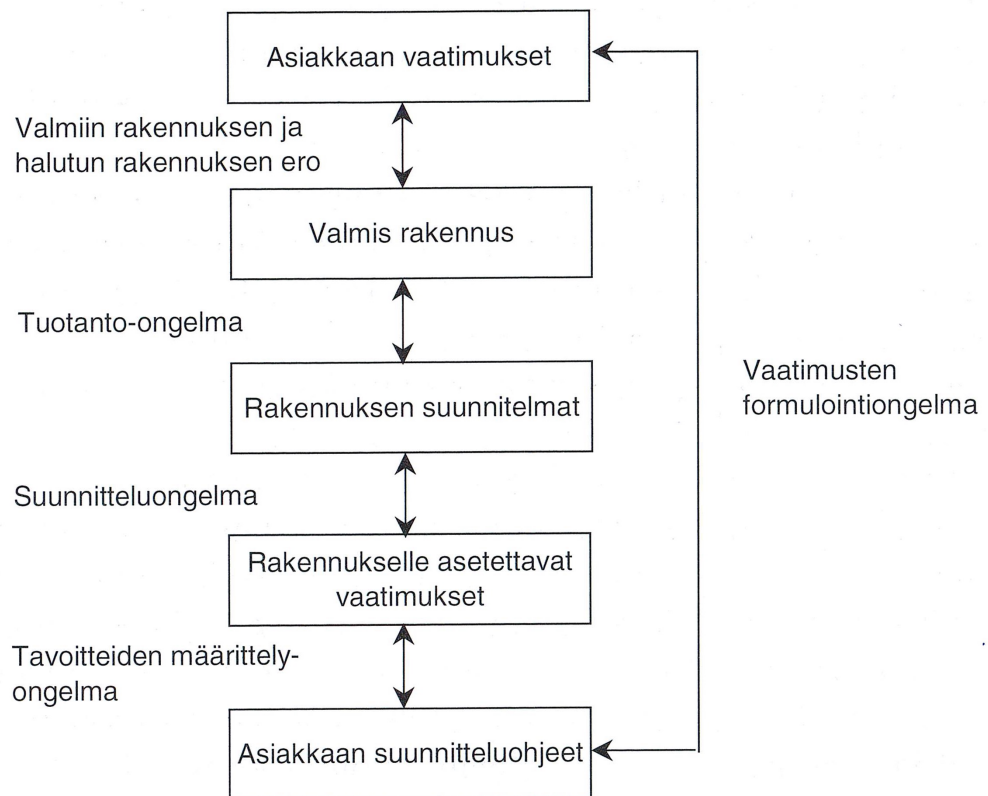 Asiakkaan vaatimukset
Valmiin rakennuksen ja
halutun rakennuksen ero
Valmis rakennus
Tuotanto-ongelma
Vaatimusten
formulointiongelma
Rakennuksen suunnitelmat
Suunnitteluongelma
Rakennukselle asetettavat
vaatimukset
Tavoitteiden määrittely-
ongelma
Asiakkaan suunnitteluohjeet